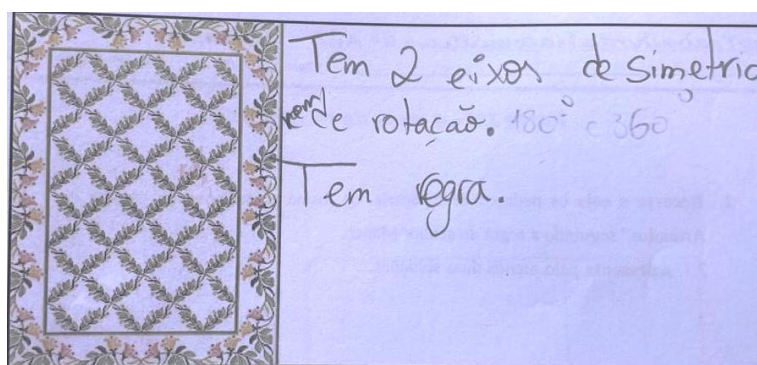 Tem 2 eixos de simetria
de rotação. 180° e 360°
Tem regra.